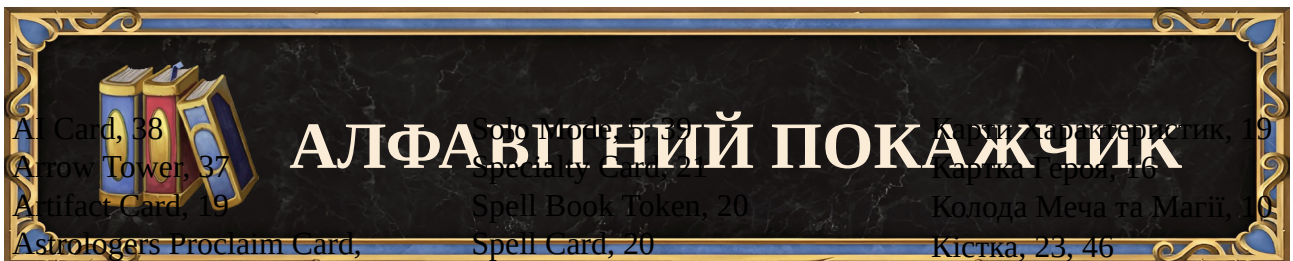 АЛФАВІТНИЙ ПОКАЖЧИК
AI Card, 38
Arrow Tower, 37
Artifact Card, 19
Astrologers Proclaim Card,
Solo Mode, 5, 39
Specialty Card, 21
Spell Book Token, 20
Spell Card, 20
Карти Характеристик, 19
Картка Героя, 16
Колода Меча та Магії, 10
Кістка, 23, 46